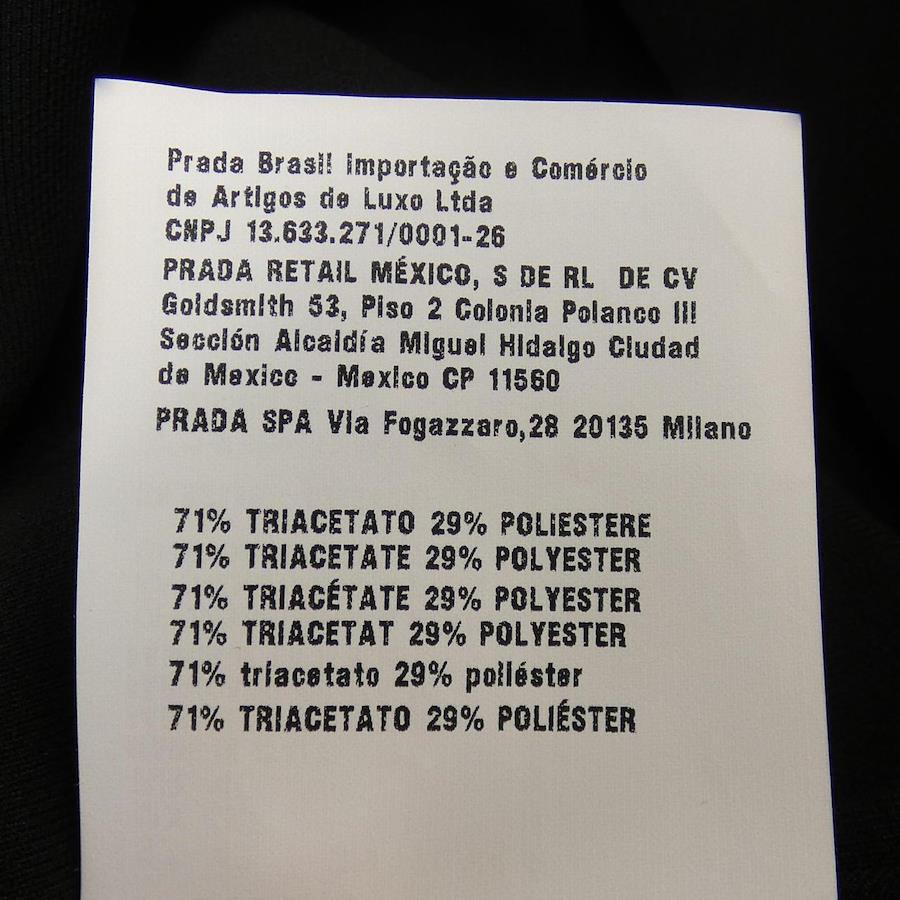 Prada Brasil Importação e Comércio
de Artigos de Luxo Ltda
CNPJ 13.633.271/0001-26
PRADA RETAIL MÉXICO, S DE RL DE CV
Goldsmith 53, Piso 2 Colonia Polanco III
Sección Alcaldía Miguel Hidalgo Ciudad
de Mexico - Mexico CP 11560
PRADA SPA Via Fogazzaro,28 20135 Milano
71% TRIACETATO 29% POLIESTERE
71% TRIACETATE 29% POLYESTER
71% TRIACÉTATE 29% POLYESTER
71% TRIACETAT 29% POLYESTER
71% triacetato 29% poliéster
71% TRIACETATO 29% POLIÉSTER